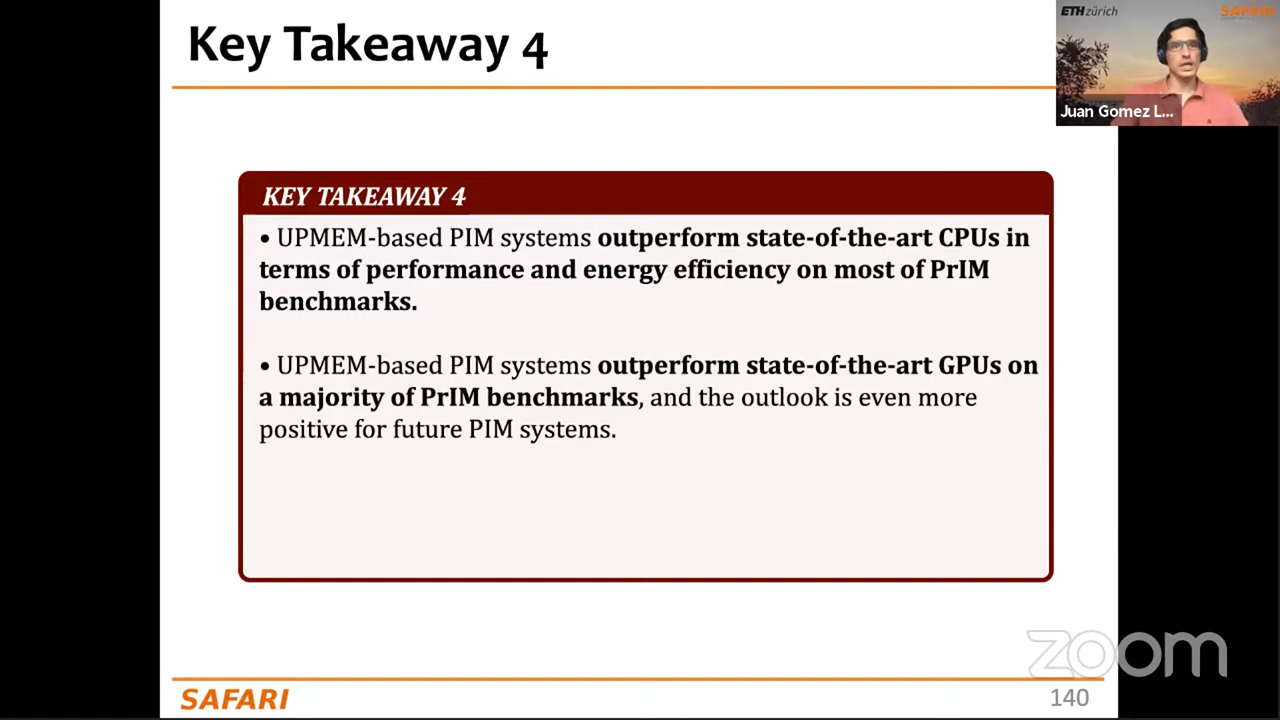 Key Takeaway 4
ETH zürich
SAFARI
Juan Gomez L...
KEY TAKEAWAY 4
• UPMEM-based PIM systems outperform state-of-the-art CPUs in
terms of performance and energy efficiency on most of PrIM
benchmarks.
• UPMEM-based PIM systems outperform state-of-the-art GPUs on
a majority of PrIM benchmarks, and the outlook is even more
positive for future PIM systems.
zoom
SAFARI
140